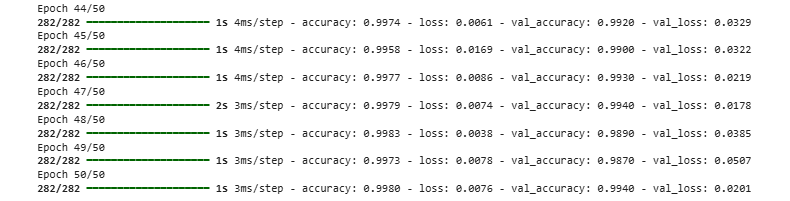 Epoch 44/50
282/282 ━━━━━━━━━━━━━━━━━━━━ 1s 4ms/step - accuracy: 0.9974 - loss: 0.0061 - val_accuracy: 0.9920 - val_loss: 0.0329
Epoch 45/50
282/282 ━━━━━━━━━━━━━━━━━━━━ 1s 4ms/step - accuracy: 0.9958 - loss: 0.0169 - val_accuracy: 0.9900 - val_loss: 0.0322
Epoch 46/50
282/282 ━━━━━━━━━━━━━━━━━━━━ 1s 4ms/step - accuracy: 0.9977 - loss: 0.0086 - val_accuracy: 0.9930 - val_loss: 0.0219
Epoch 47/50
282/282 ━━━━━━━━━━━━━━━━━━━━ 2s 3ms/step - accuracy: 0.9979 - loss: 0.0074 - val_accuracy: 0.9940 - val_loss: 0.0178
Epoch 48/50
282/282 ━━━━━━━━━━━━━━━━━━━━ 1s 3ms/step - accuracy: 0.9983 - loss: 0.0038 - val_accuracy: 0.9890 - val_loss: 0.0385
Epoch 49/50
282/282 ━━━━━━━━━━━━━━━━━━━━ 1s 3ms/step - accuracy: 0.9973 - loss: 0.0078 - val_accuracy: 0.9870 - val_loss: 0.0507
Epoch 50/50
282/282 ━━━━━━━━━━━━━━━━━━━━ 1s 3ms/step - accuracy: 0.9980 - loss: 0.0076 - val_accuracy: 0.9940 - val_loss: 0.0201